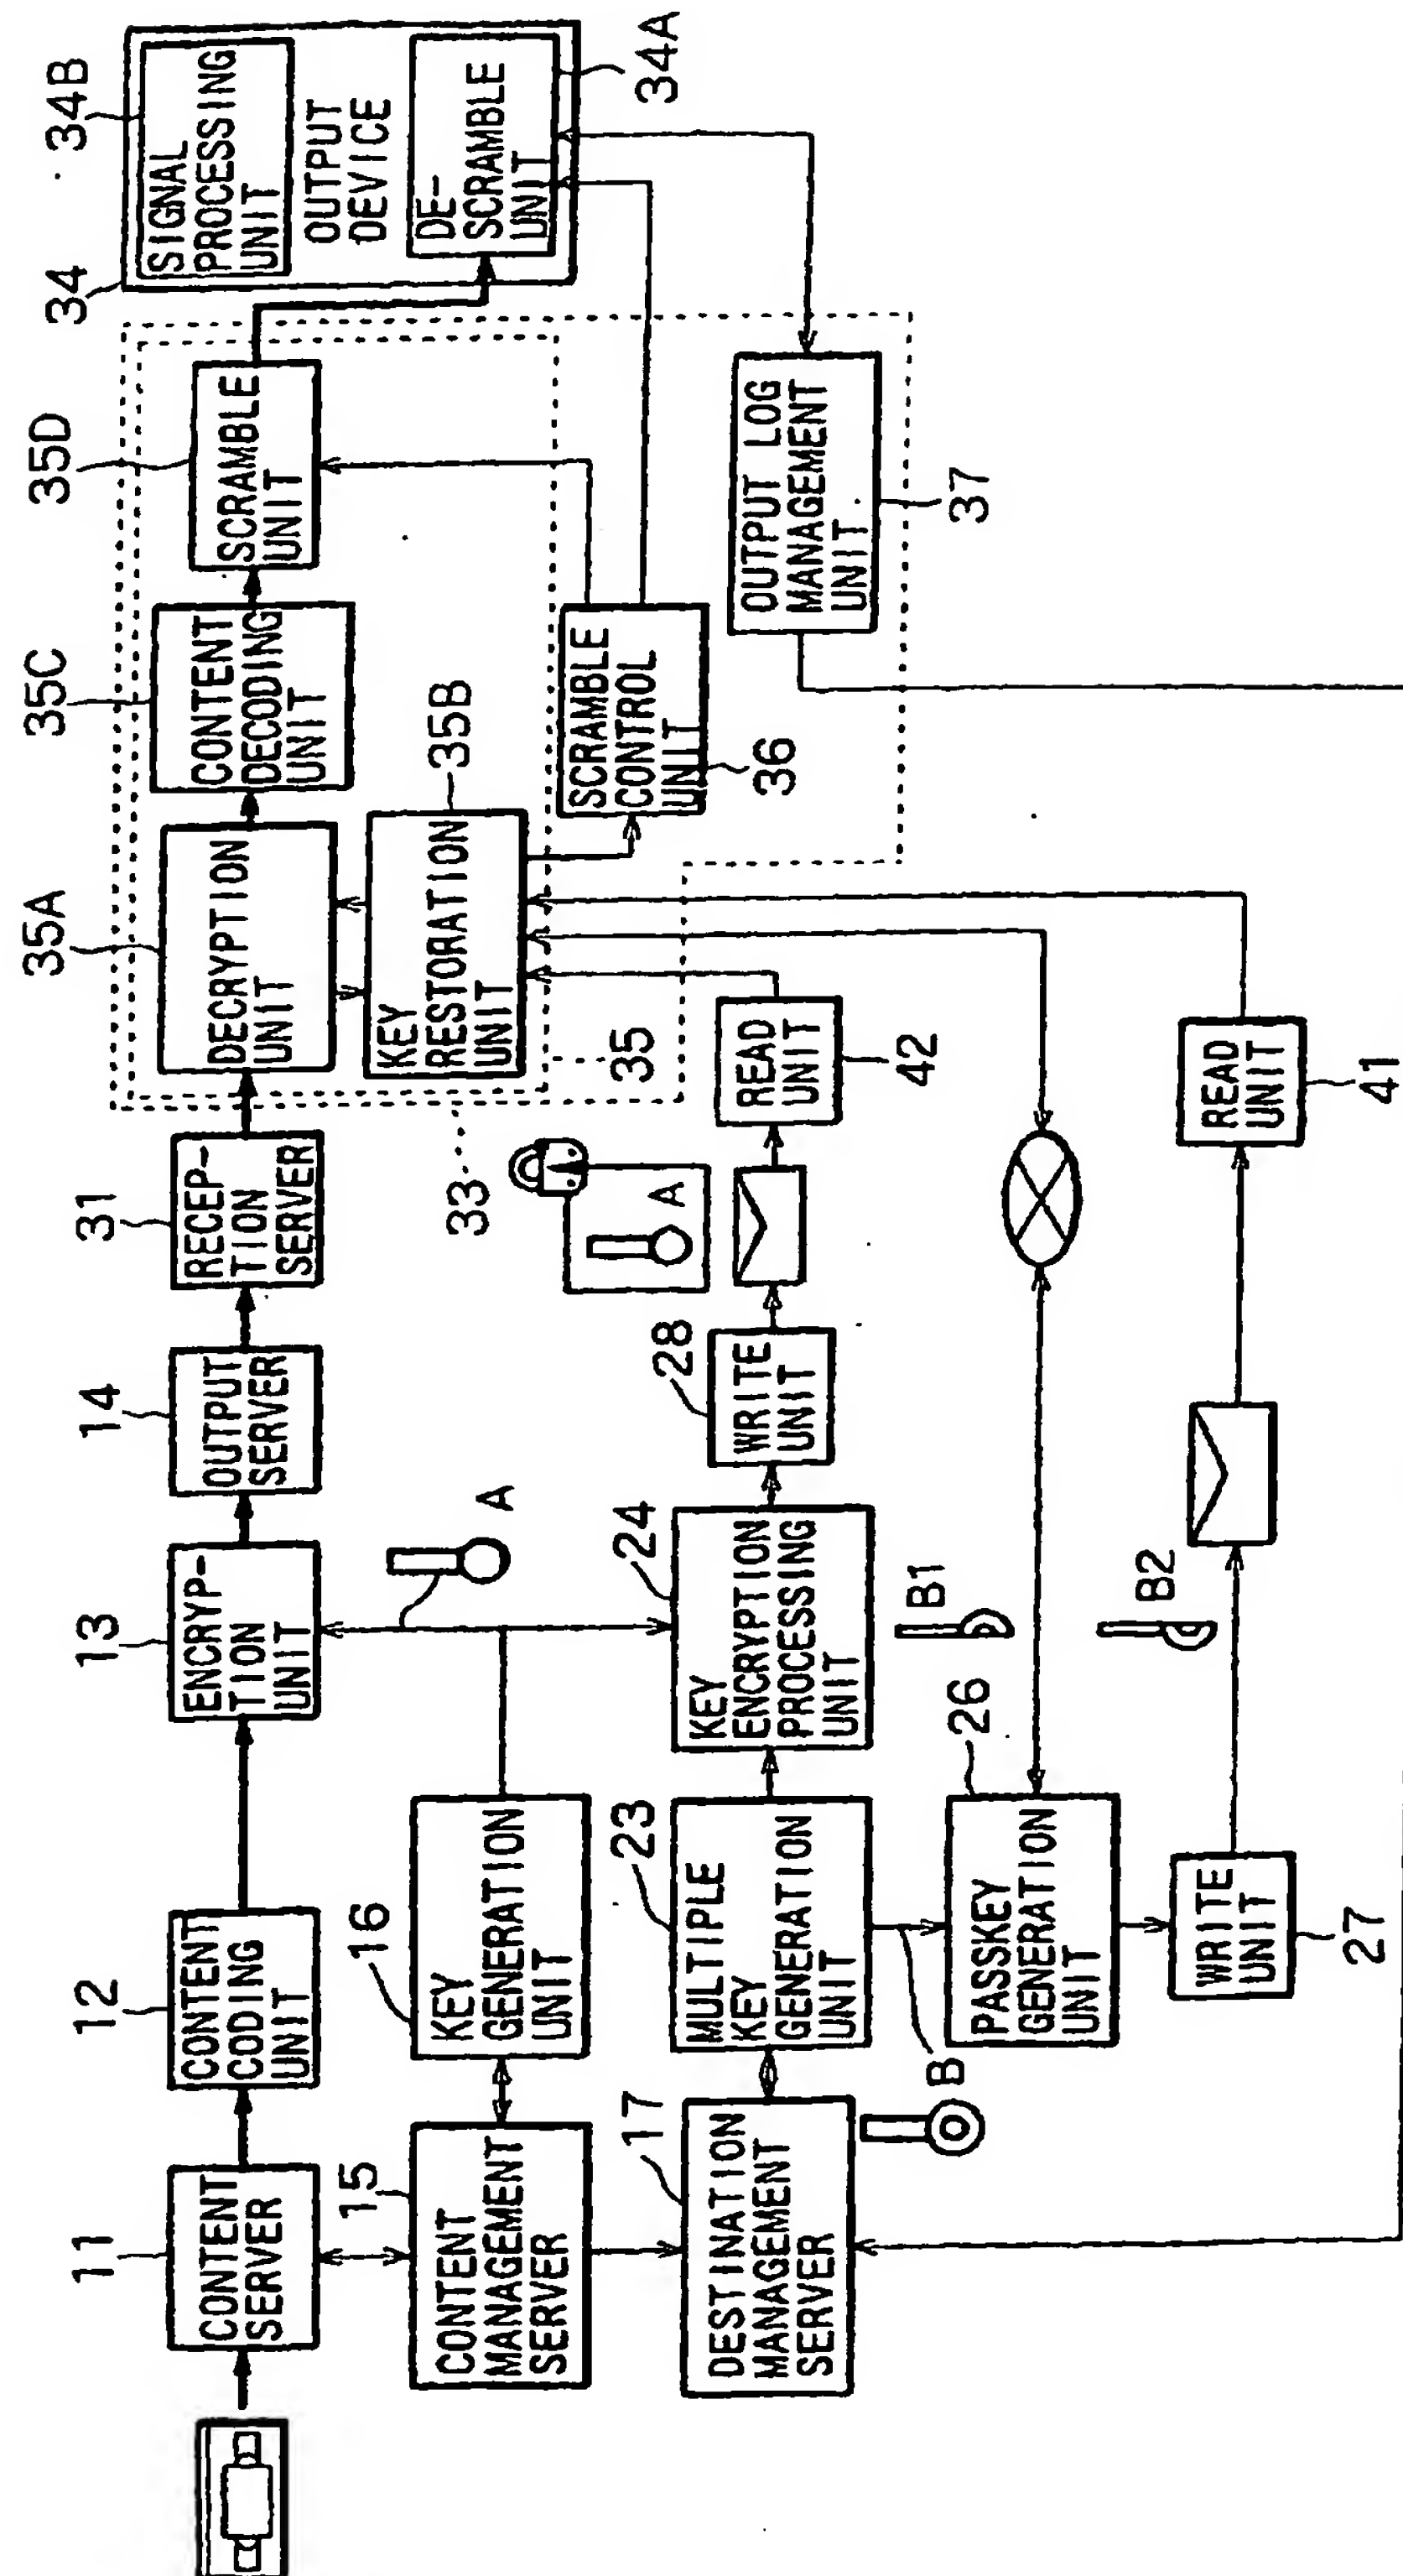 11
CONTENT
SERVER
12
CONTENT
CODING
UNIT
13
ENCRYP-
TION
UNIT
14
OUTPUT
SERVER
31
RECEP-
TION
SERVER
35A
DECRYPTION
UNIT
35C
CONTENT
DECODING
UNIT
35D
SCRAMBLE
UNIT
34
34B
SIGNAL
PROCESSING
UNIT
OUTPUT
DEVICE
DE-
SCRAMBLE
UNIT
34A
15
CONTENT
MANAGEMENT
SERVER
16
KEY
GENERATION
UNIT
A
33
A
KEY
RESTORATION
UNIT
35B
35
SCRAMBLE
CONTROL
UNIT
36
OUTPUT LOG
MANAGEMENT
UNIT
37
17
DESTINATION
MANAGEMENT
SERVER
23
MULTIPLE
KEY
GENERATION
UNIT
24
KEY
ENCRYPTION
PROCESSING
UNIT
28
WRITE
UNIT
READ
UNIT
42
B
26
PASSKEY
GENERATION
UNIT
B1
B2
WRITE
UNIT
27
READ
UNIT
41